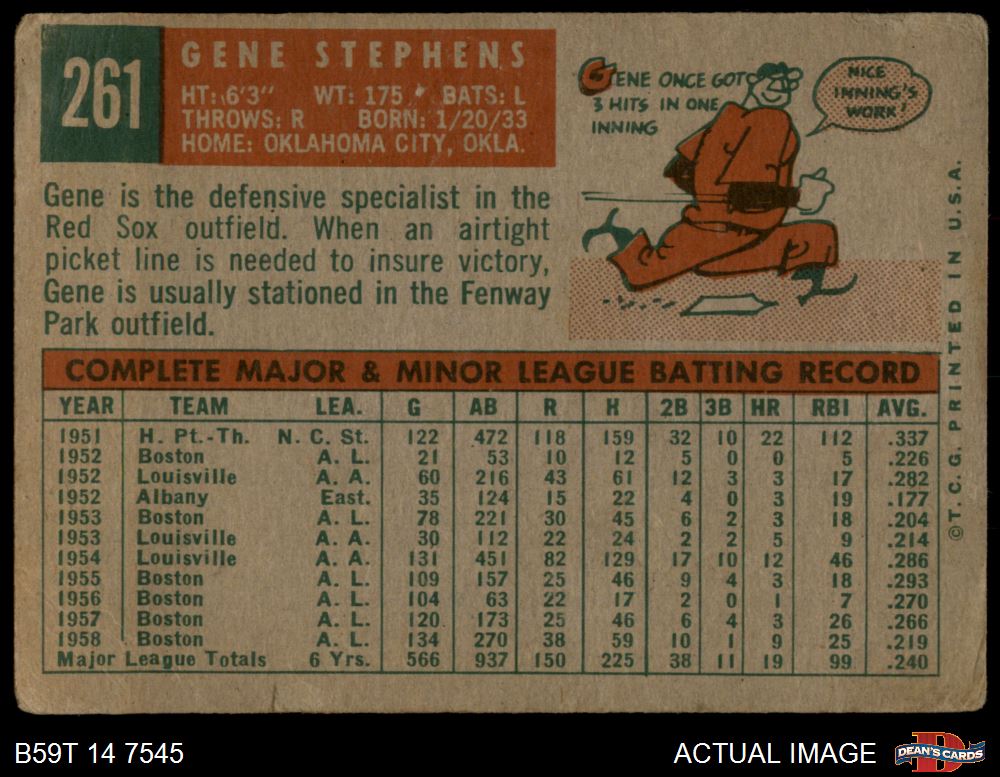 261
GENE STEPHENS
HT: 6'3" WT: 175 BATS: L
THROWS: R BORN: 1/20/33
HOME: OKLAHOMA CITY, OKLA.
GENE ONCE GOT
3 HITS IN ONE
INNING
NICE
INNING'S
WORK!
Gene is the defensive specialist in the
Red Sox outfield. When an airtight
picket line is needed to insure victory,
Gene is usually stationed in the Fenway
Park outfield.
COMPLETE MAJOR & MINOR LEAGUE BATTING RECORD
YEAR TEAM LEA. G AB R H 2B 3B HR RBI AVG.
1951 H. Pt.-Th. N. C. St. 122 472 118 159 32 10 22 112 .337
1952 Boston A. L. 21 53 10 12 5 0 0 5 .226
1952 Louisville A. A. 60 216 43 61 12 3 3 17 .282
1952 Albany East. 35 124 15 22 4 0 3 19 .177
1953 Boston A. L. 78 221 30 45 6 2 3 18 .204
1953 Louisville A. A. 30 112 22 24 2 2 5 9 .214
1954 Louisville A. A. 131 451 82 129 17 10 12 46 .286
1955 Boston A. L. 109 157 25 46 9 4 3 18 .293
1956 Boston A. L. 104 63 22 17 2 0 1 7 .270
1957 Boston A. L. 120 173 25 46 6 4 3 26 .266
1958 Boston A. L. 134 270 38 59 10 1 9 25 .219
Major League Totals 6 Yrs. 566 937 150 225 38 11 19 99 .240
©T.C.G. PRINTED IN U.S.A.
B59T 14 7545
ACTUAL IMAGE
D
DEAN'S CARDS